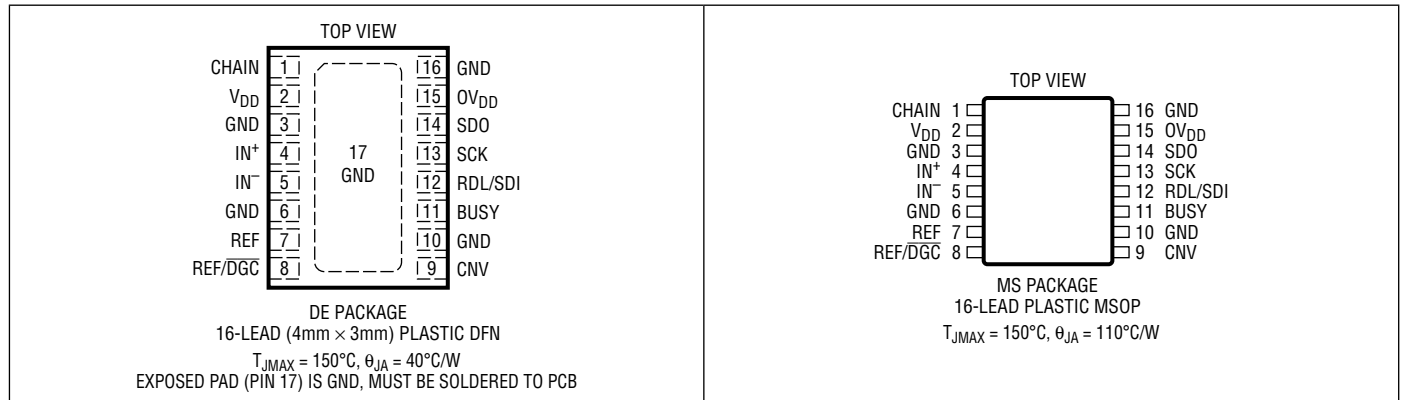 TOP VIEW
CHAIN 1
VDD 2
GND 3
IN+ 4
IN– 5
GND 6
REF 7
REF/DGC 8
17
GND
16 GND
15 OVDD
14 SDO
13 SCK
12 RDL/SDI
11 BUSY
10 GND
9 CNV
DE PACKAGE
16-LEAD (4mm × 3mm) PLASTIC DFN
TJMAX = 150°C, θJA = 40°C/W
EXPOSED PAD (PIN 17) IS GND, MUST BE SOLDERED TO PCB
TOP VIEW
CHAIN 1
VDD 2
GND 3
IN+ 4
IN– 5
GND 6
REF 7
REF/DGC 8
16 GND
15 OVDD
14 SDO
13 SCK
12 RDL/SDI
11 BUSY
10 GND
9 CNV
MS PACKAGE
16-LEAD PLASTIC MSOP
TJMAX = 150°C, θJA = 110°C/W